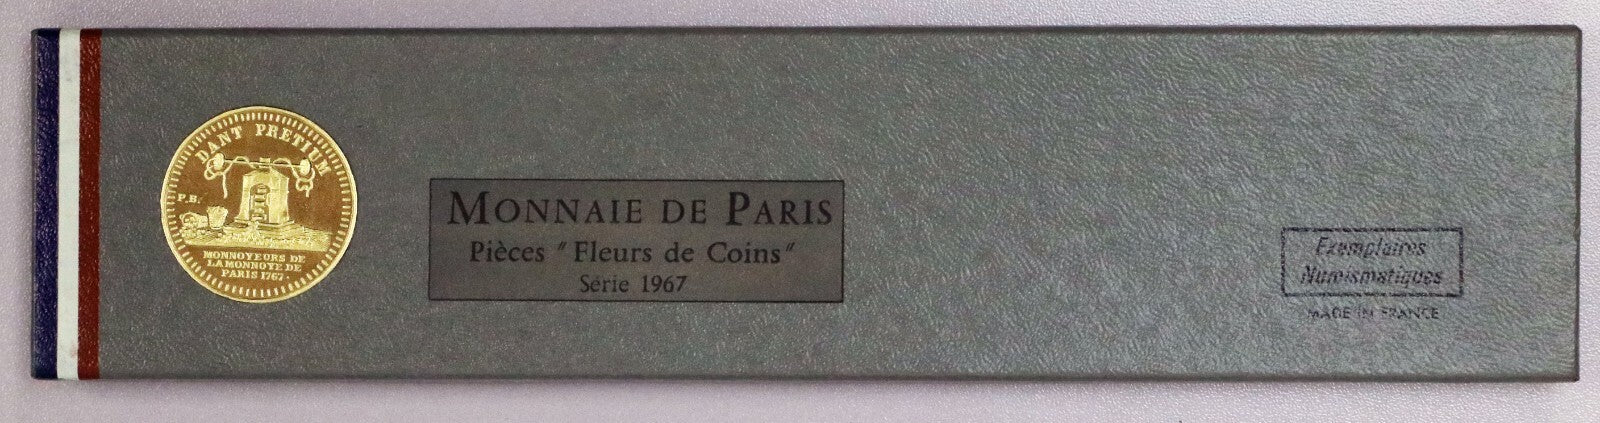 DANT PRETIUM
P.B.
MONNOYEURS DE
LA MONNOYE DE
PARIS 1767.
MONNAIE DE PARIS
Pièces "Fleurs de Coins"
Série 1967
Exemplaires
Numismatiques
MADE IN FRANCE